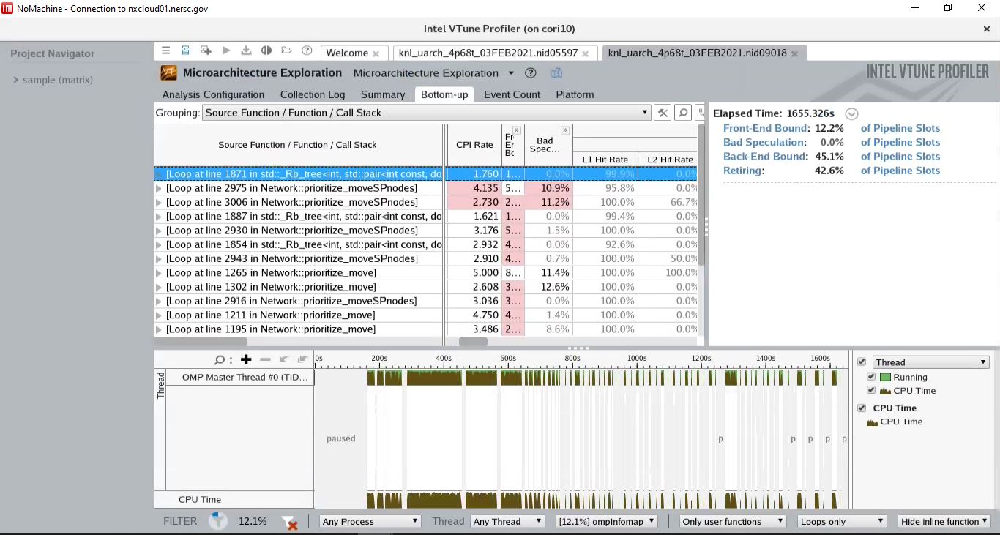 NoMachine - Connection to nxcloud01.nersc.gov
Intel VTune Profiler (on cori10)
Project Navigator
sample (matrix)
Welcome
knl_uarch_4p68t_03FEB2021.nid05597
knl_uarch_4p68t_03FEB2021.nid09018
Microarchitecture Exploration Microarchitecture Exploration
INTEL VTUNE PROFILER
Analysis Configuration Collection Log Summary Bottom-up Event Count Platform
Grouping: Source Function / Function / Call Stack
Source Function / Function / Call Stack CPI Rate Bad Spec... L1 Hit Rate L2 Hit Rate
[Loop at line 1871 in std::_Rb_tree<int, std::pair<int const, do 1.760 1... 0.0% 99.9% 0.0%
[Loop at line 2975 in Network::prioritize_moveSPnodes] 4.135 5... 10.9% 95.8% 0.0%
[Loop at line 3006 in Network::prioritize_moveSPnodes] 2.730 2... 11.2% 100.0% 66.7%
[Loop at line 1887 in std::_Rb_tree<int, std::pair<int const, do 1.621 1... 0.0% 99.4% 0.0%
[Loop at line 2930 in Network::prioritize_moveSPnodes] 3.176 5... 1.5% 100.0% 0.0%
[Loop at line 1854 in std::_Rb_tree<int, std::pair<int const, do 2.932 4... 0.0% 92.6% 0.0%
[Loop at line 2943 in Network::prioritize_moveSPnodes] 2.910 4... 0.7% 100.0% 50.0%
[Loop at line 1265 in Network::prioritize_move] 5.000 8... 11.4% 100.0% 100.0%
[Loop at line 1302 in Network::prioritize_move] 2.608 3... 12.6% 100.0% 0.0%
[Loop at line 2916 in Network::prioritize_moveSPnodes] 3.036 3... 0.0% 100.0% 0.0%
[Loop at line 1211 in Network::prioritize_move] 4.750 4... 1.4% 100.0% 0.0%
[Loop at line 1195 in Network::prioritize_move] 3.486 2... 8.6% 100.0% 0.0%
Elapsed Time: 1655.326s
Front-End Bound: 12.2% of Pipeline Slots
Bad Speculation: 0.0% of Pipeline Slots
Back-End Bound: 45.1% of Pipeline Slots
Retiring: 42.6% of Pipeline Slots
0s 200s 400s 600s 800s 1000s 1200s 1400s 1600s
Thread
OMP Master Thread #0 (TID...
paused
p p p p p
CPU Time
Thread
Running
CPU Time
CPU Time
CPU Time
FILTER 12.1% Any Process Thread Any Thread [12.1%] ompInfomap Only user functions Loops only Hide inline function